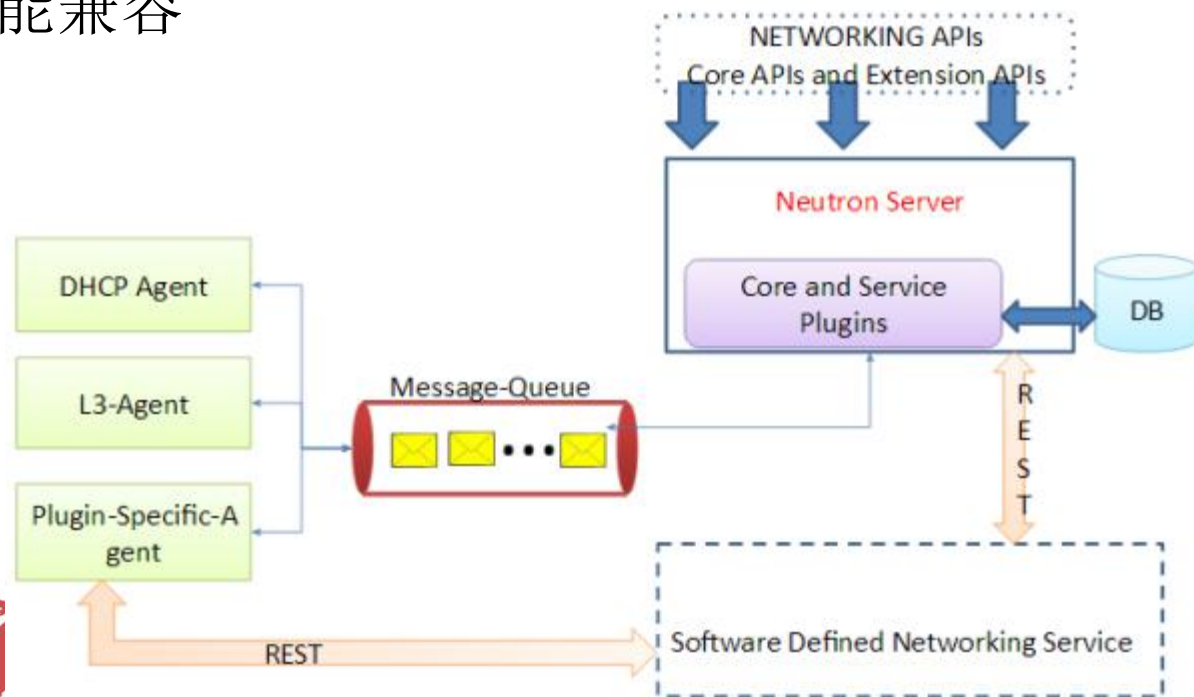 能兼容
NETWORKING APIs
Core APIs and Extension APIs
Neutron Server
Core and Service
Plugins
DB
DHCP Agent
L3-Agent
Plugin-Specific-A
gent
Message-Queue
R
E
S
T
REST
Software Defined Networking Service